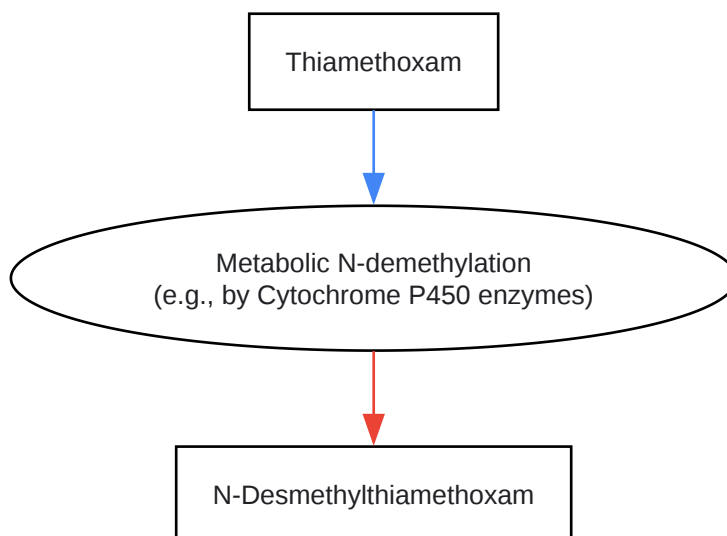 Thiamethoxam
Metabolic N-demethylation
(e.g., by Cytochrome P450 enzymes)
N-Desmethylthiamethoxam